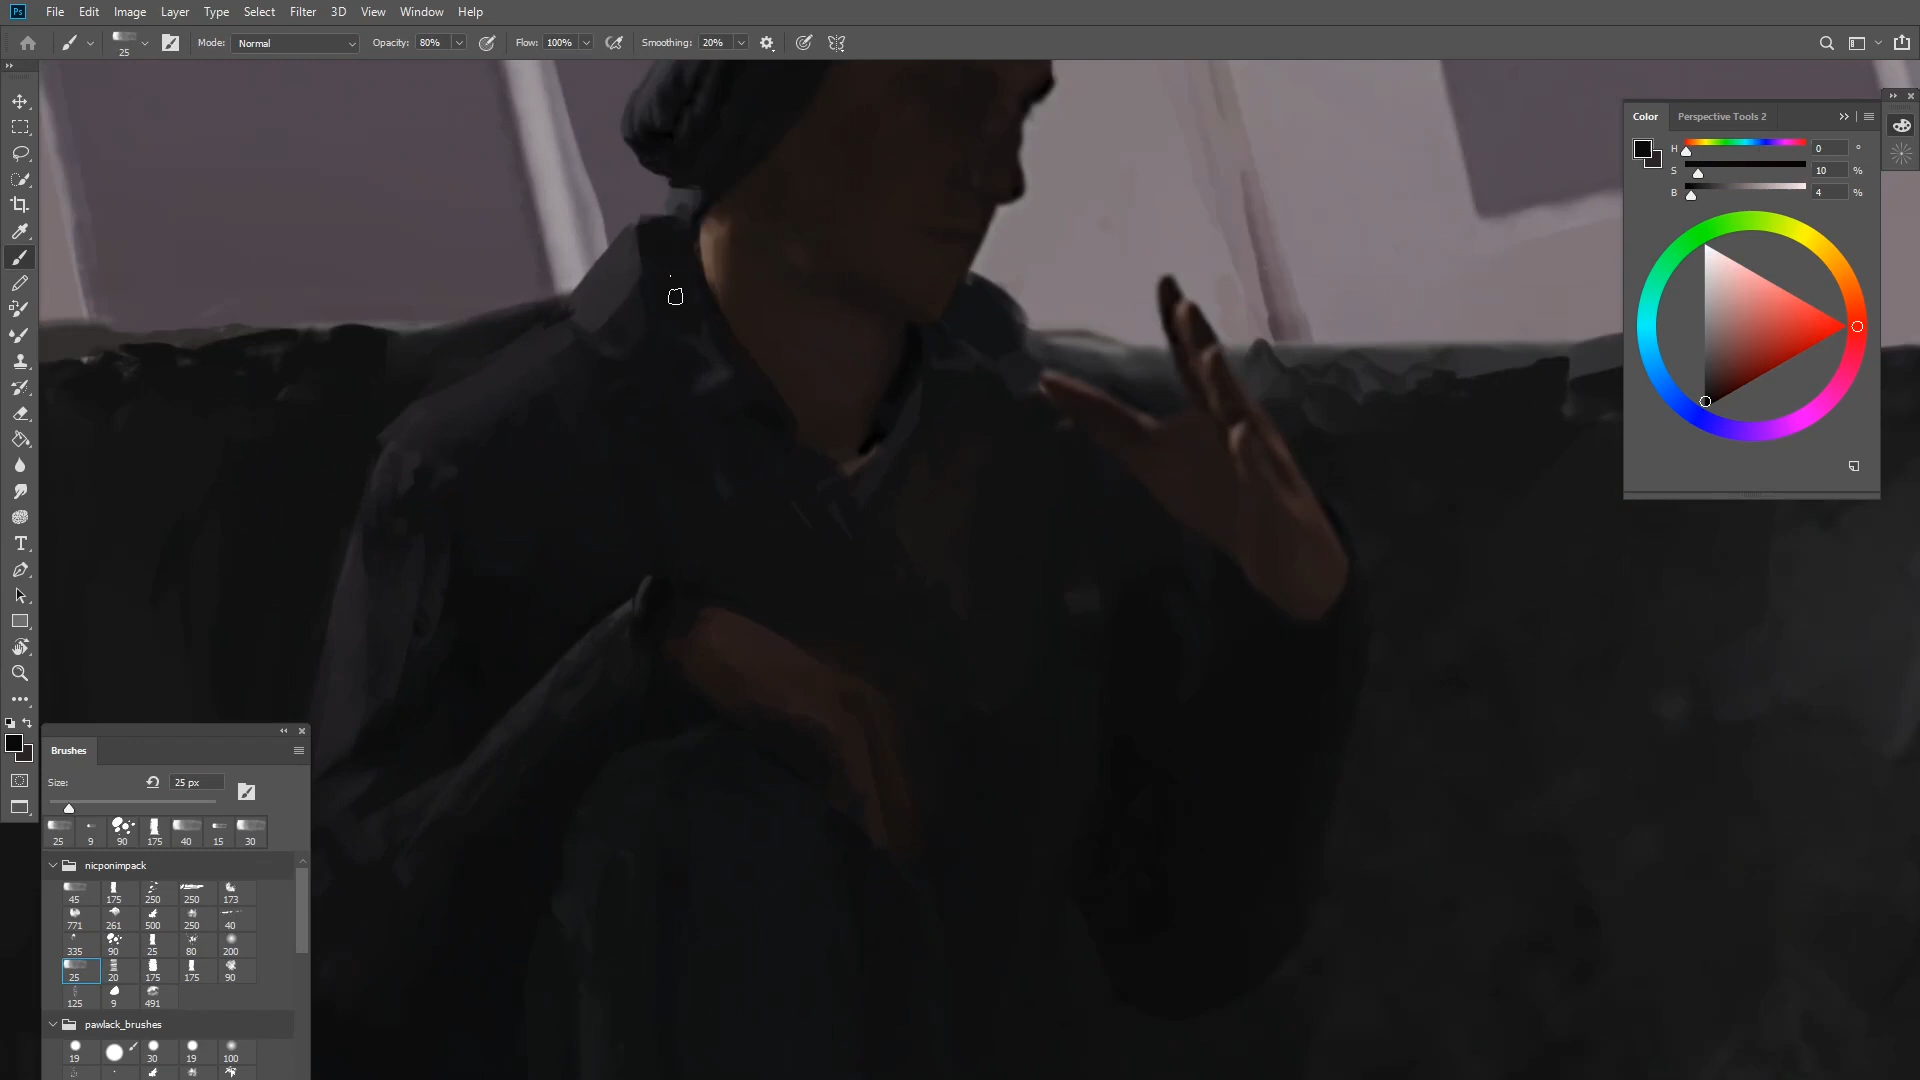 Ps File Edit Image Layer Type Select Filter 3D View Window Help
25 Mode: Normal Opacity: 80% Flow: 100% Smoothing: 20%
Color Perspective Tools 2
H 0 °
S 10 %
B 4 %
T
Brushes
Size: 25 px
25 9 90 175 40 15 30
nicponimpack
45 175 250 250 173
771 261 500 250 40
335 90 25 80 200
25 20 175 175 90
125 9 491
pawlack_brushes
19 30 19 100